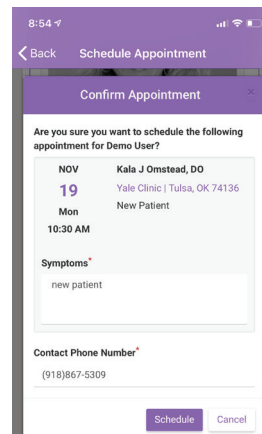 8:54
Back Schedule Appointment
Confirm Appointment ×
Are you sure you want to schedule the following
appointment for Demo User?
NOV
19
Mon
10:30 AM
Kala J Omstead, DO
Yale Clinic | Tulsa, OK 74136
New Patient
Symptoms*
new patient
Contact Phone Number*
(918)867-5309
Schedule Cancel